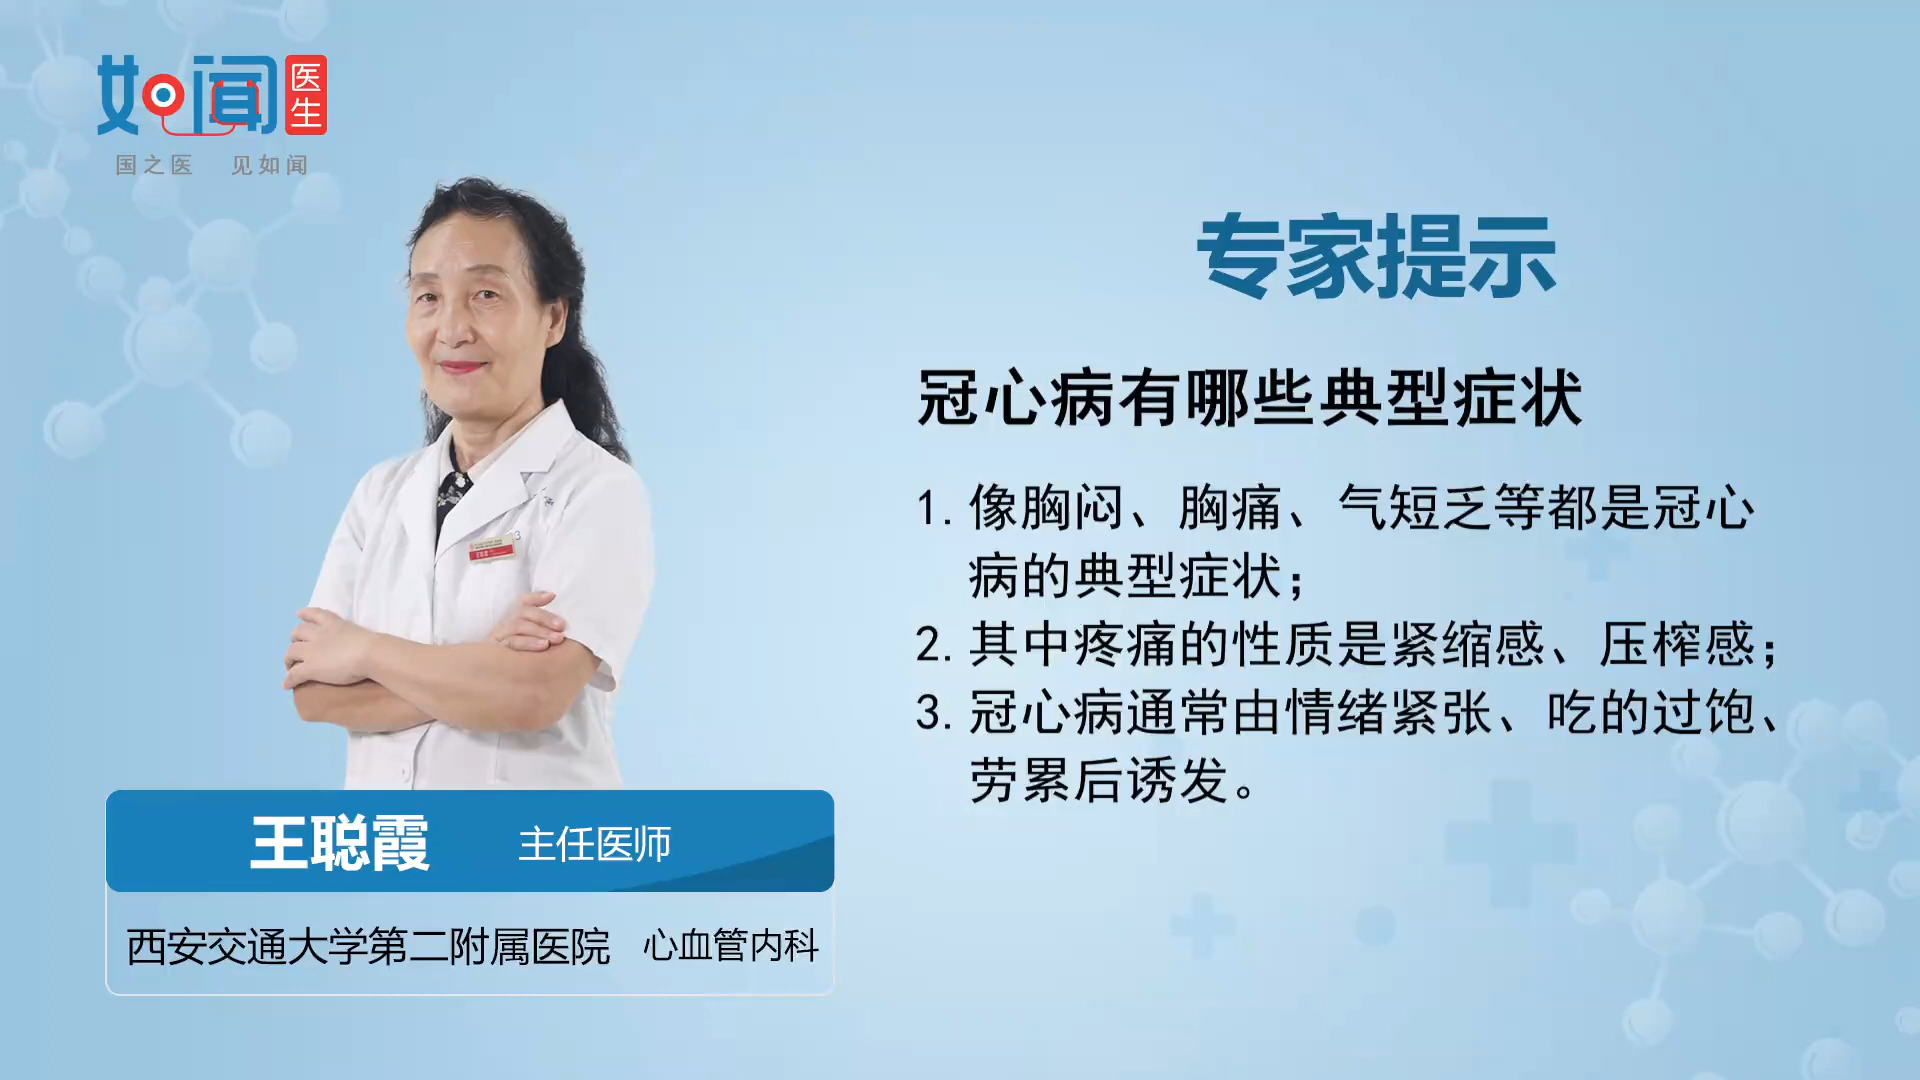 如闻医生
国之医 见如闻
专家提示
冠心病有哪些典型症状
1. 像胸闷、胸痛、气短乏等都是冠心
病的典型症状；
2. 其中疼痛的性质是紧缩感、压榨感；
3. 冠心病通常由情绪紧张、吃的过饱、
劳累后诱发。
王聪霞 主任医师
西安交通大学第二附属医院 心血管内科